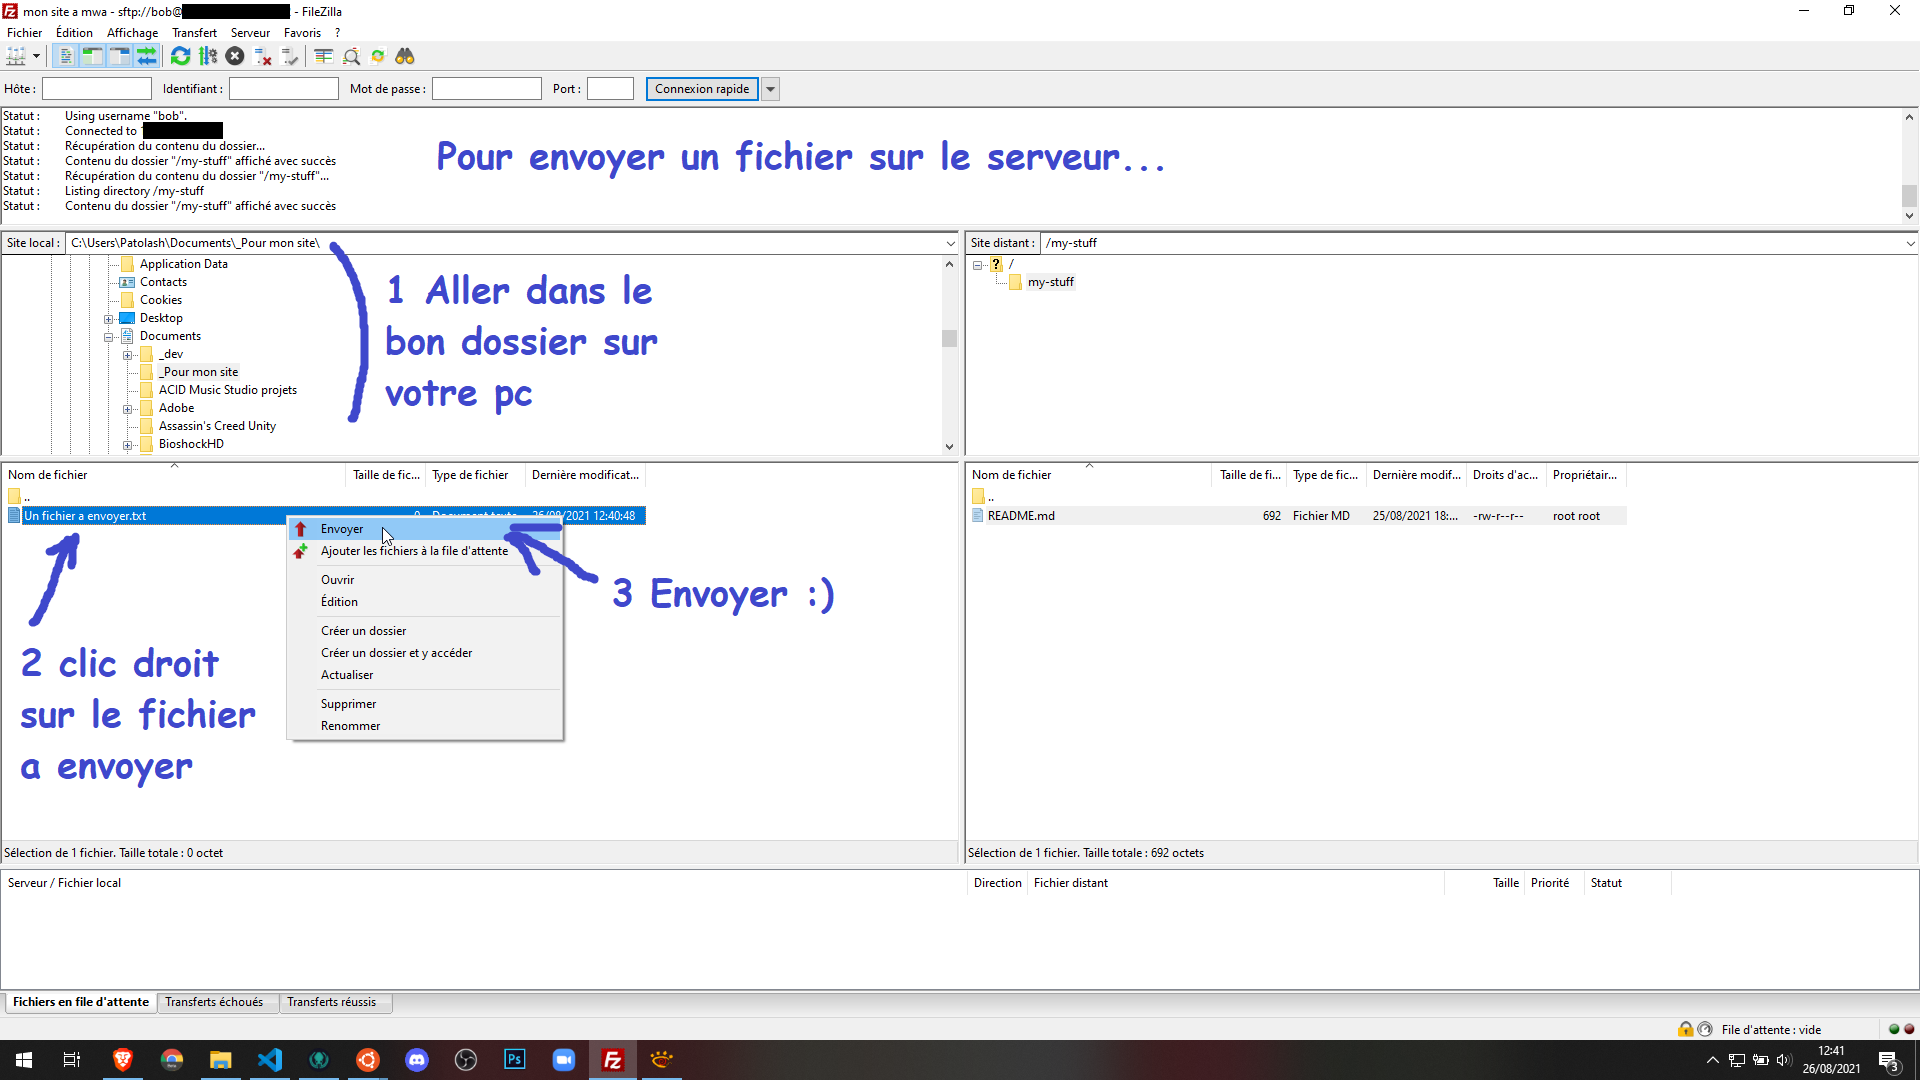 mon site a mwa - sftp://bob@ - FileZilla
Fichier Édition Affichage Transfert Serveur Favoris ?
Hôte : Identifiant : Mot de passe : Port : Connexion rapide
Statut : Using username "bob".
Statut : Connected to
Statut : Récupération du contenu du dossier...
Statut : Contenu du dossier "/my-stuff" affiché avec succès
Statut : Récupération du contenu du dossier "/my-stuff"...
Statut : Listing directory /my-stuff
Statut : Contenu du dossier "/my-stuff" affiché avec succès
Pour envoyer un fichier sur le serveur...
Site local : C:\Users\Patolash\Documents\_Pour mon site\
Application Data
Contacts
Cookies
Desktop
Documents
_dev
_Pour mon site
ACID Music Studio projets
Adobe
Assassin's Creed Unity
BioshockHD
1 Aller dans le
bon dossier sur
votre pc
Site distant : /my-stuff
/
my-stuff
Nom de fichier Taille de fic... Type de fichier Dernière modificat...
..
Un fichier a envoyer.txt 0 Document texte 26/08/2021 12:40:48
Envoyer
Ajouter les fichiers à la file d'attente
Ouvrir
Édition
Créer un dossier
Créer un dossier et y accéder
Actualiser
Supprimer
Renommer
2 clic droit
sur le fichier
a envoyer
3 Envoyer :)
Sélection de 1 fichier. Taille totale : 0 octet
Nom de fichier Taille de fi... Type de fic... Dernière modif... Droits d'ac... Propriétair...
..
README.md 692 Fichier MD 25/08/2021 18:... -rw-r--r-- root root
Sélection de 1 fichier. Taille totale : 692 octets
Serveur / Fichier local Direction Fichier distant Taille Priorité Statut
Fichiers en file d'attente Transferts échoués Transferts réussis
File d'attente : vide
12:41
26/08/2021
3